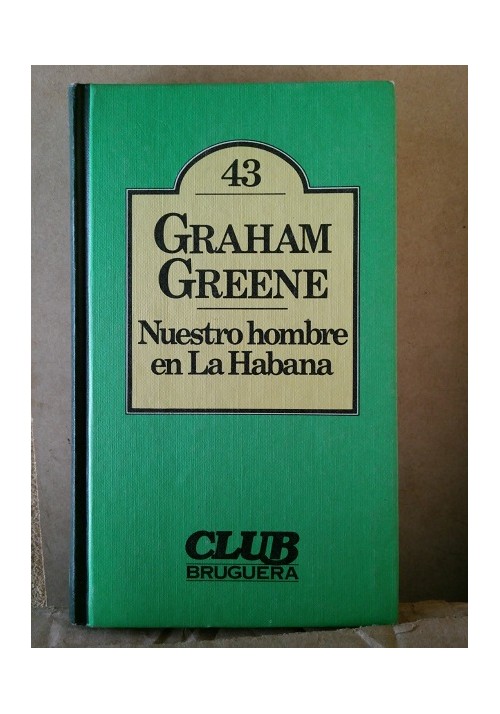 43
GRAHAM
GREENE
Nuestro hombre
en La Habana
CLUB
BRUGUERA